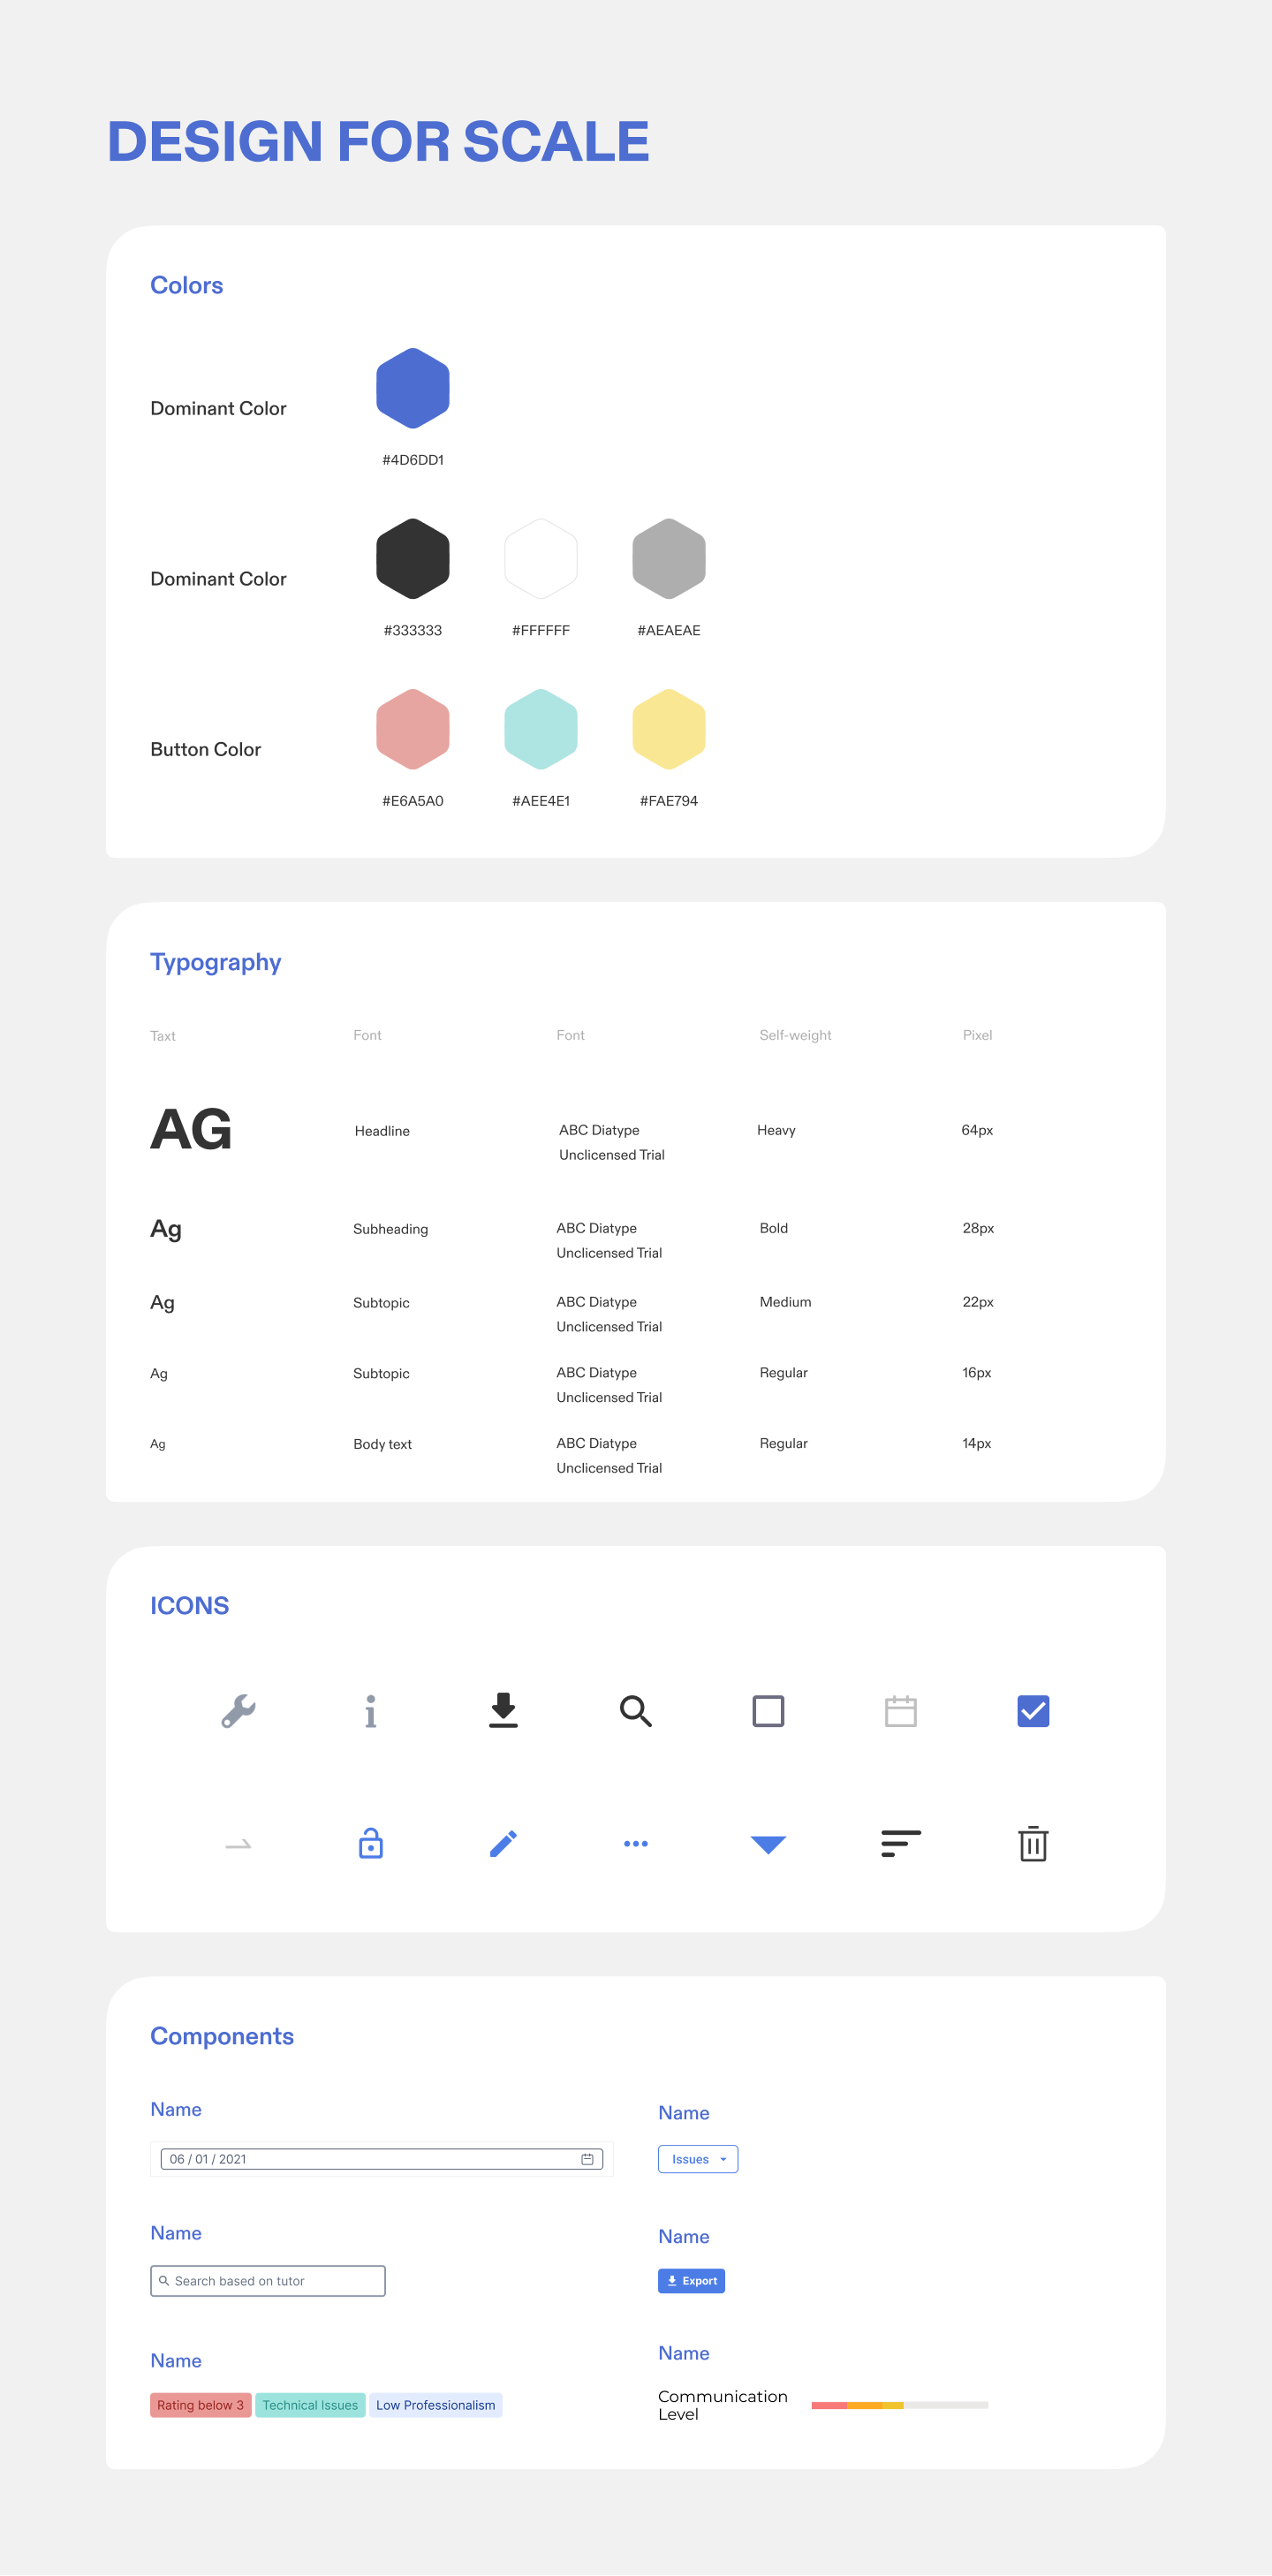 DESIGN FOR SCALE
Colors
Dominant Color
#4D6DD1
Dominant Color
#333333 #FFFFFF #AEAEAE
Button Color
#E6A5A0 #AEE4E1 #FAE794
Typography
Taxt Font Font Self-weight Pixel
AG Headline ABC Diatype Heavy 64px
Unclicensed Trial
Ag Subheading ABC Diatype Bold 28px
Unclicensed Trial
Ag Subtopic ABC Diatype Medium 22px
Unclicensed Trial
Ag Subtopic ABC Diatype Regular 16px
Unclicensed Trial
Ag Body text ABC Diatype Regular 14px
Unclicensed Trial
ICONS
Components
Name
06 / 01 / 2021
Name
Issues
Name
Search based on tutor
Name
Export
Name
Rating below 3 Technical Issues Low Professionalism
Name
Communication
Level